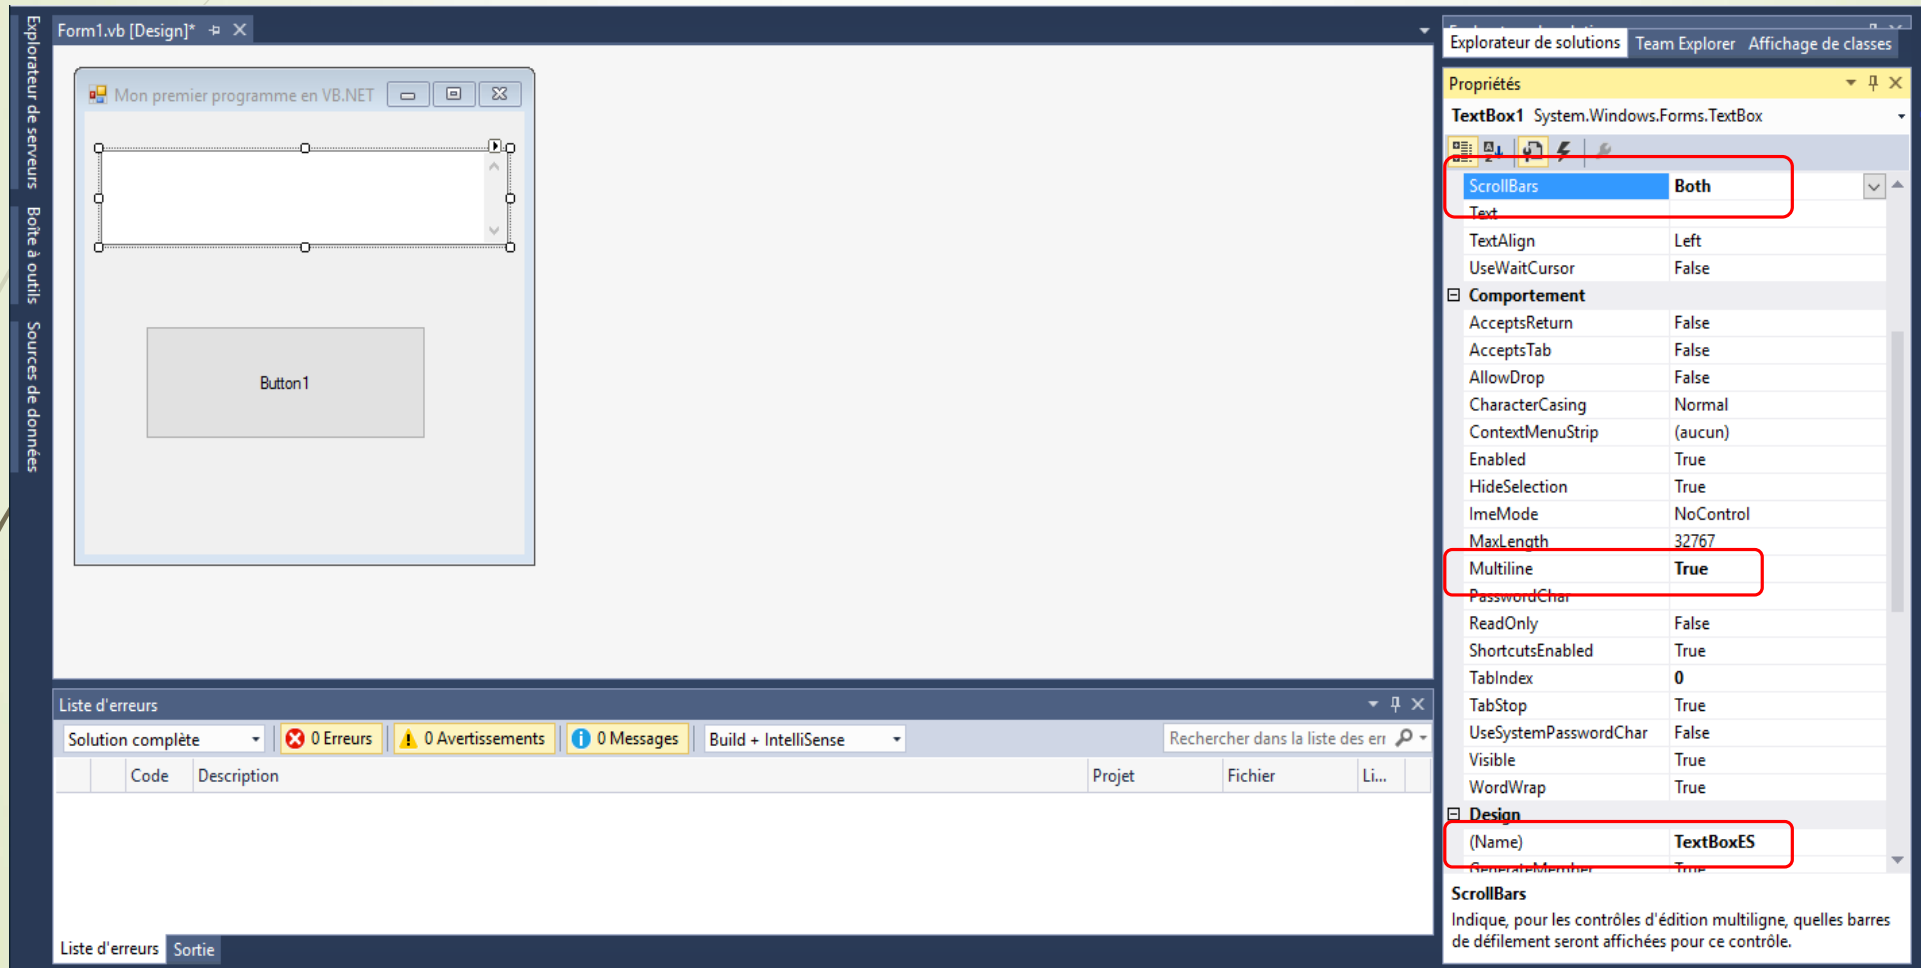 Explorateur de serveurs
Boîte à outils
Sources de données
Form1.vb [Design]*
Mon premier programme en VB.NET
Button1
Liste d'erreurs
Solution complète
0 Erreurs
0 Avertissements
0 Messages
Build + IntelliSense
Rechercher dans la liste des err
Code Description Projet Fichier Li...
Liste d'erreurs Sortie
Explorateur de solutions Team Explorer Affichage de classes
Propriétés
TextBox1 System.Windows.Forms.TextBox
ScrollBars Both
Text
TextAlign Left
UseWaitCursor False
Comportement
AcceptsReturn False
AcceptsTab False
AllowDrop False
CharacterCasing Normal
ContextMenuStrip (aucun)
Enabled True
HideSelection True
ImeMode NoControl
MaxLength 32767
Multiline True
PasswordChar
ReadOnly False
ShortcutsEnabled True
TabIndex 0
TabStop True
UseSystemPasswordChar False
Visible True
WordWrap True
Design
(Name) TextBoxES
GenerateMember True
ScrollBars
Indique, pour les contrôles d'édition multiligne, quelles barres
de défilement seront affichées pour ce contrôle.